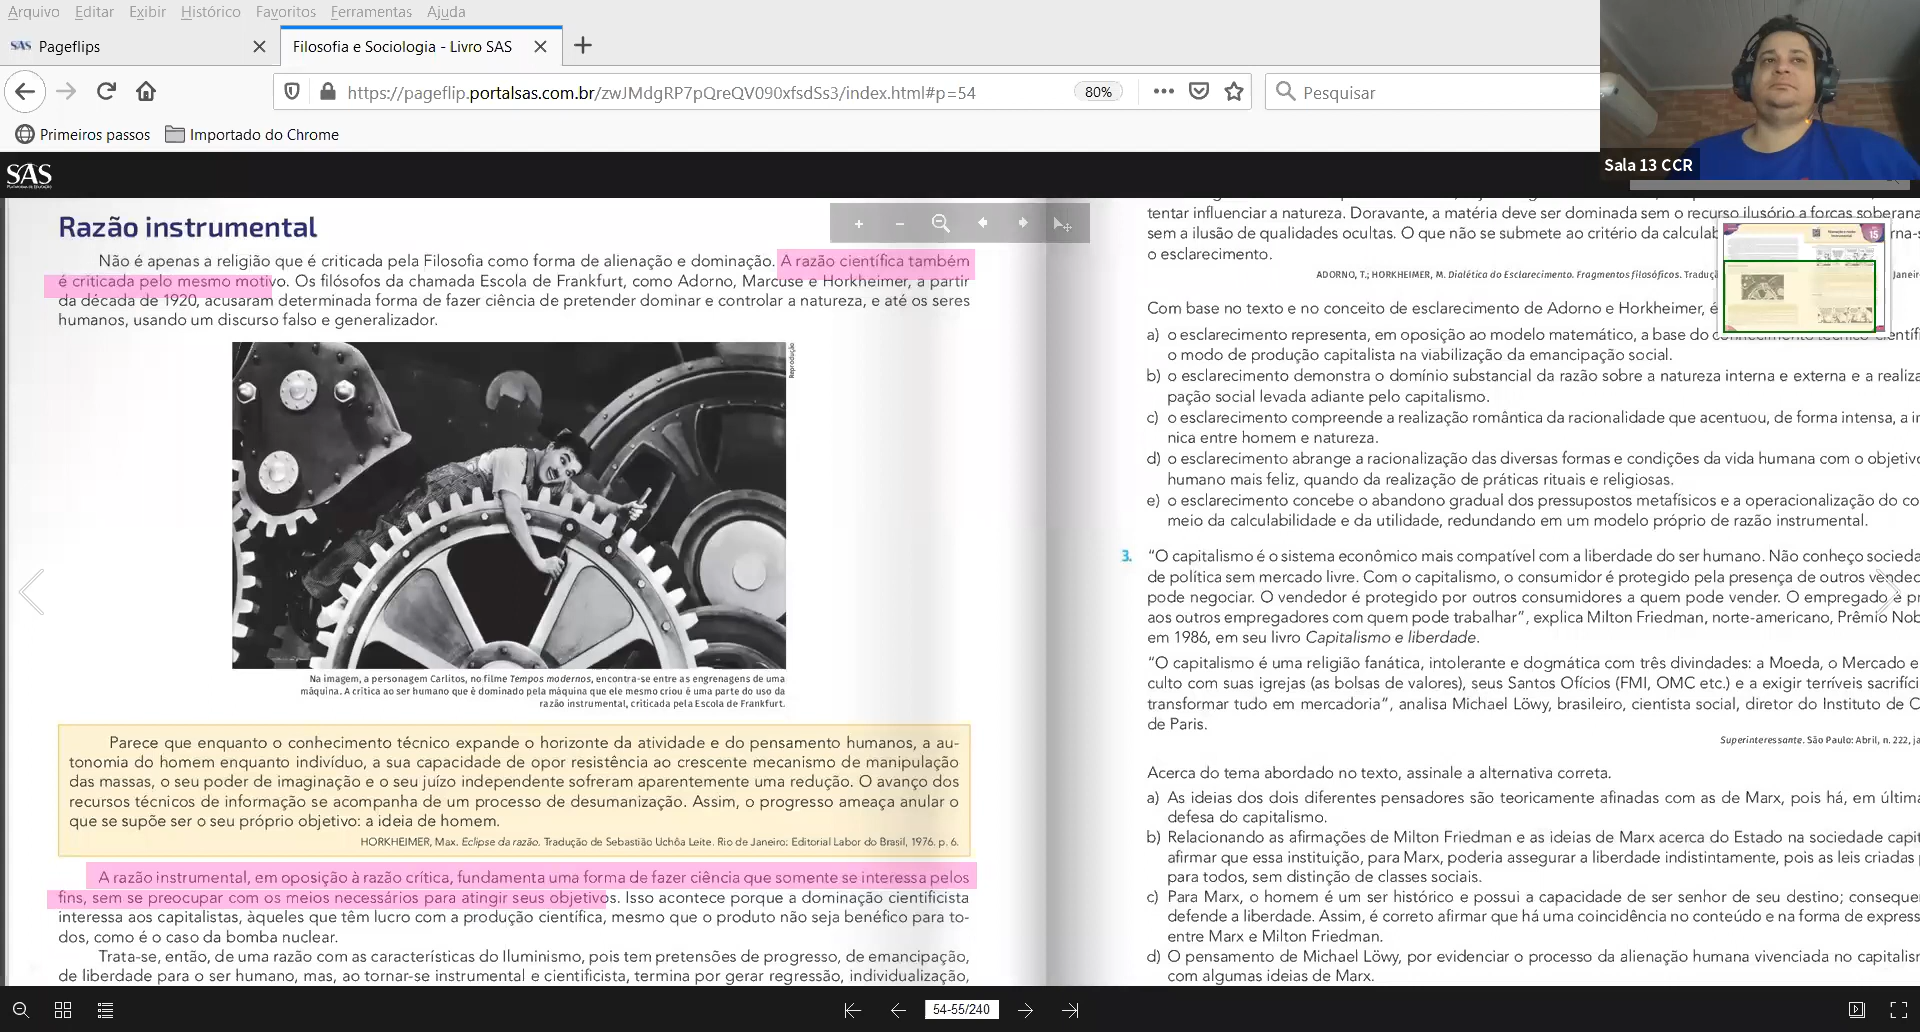 Arquivo Editar Exibir Histórico Favoritos Ferramentas Ajuda
SAS Pageflips
Filosofia e Sociologia - Livro SAS
https://pageflip.portalsas.com.br/zwJMdgRP7pQreQV090xfsdSs3/index.html#p=54
80%
Pesquisar
Primeiros passos Importado do Chrome
Sala 13 CCR
SAS
Razão instrumental
Não é apenas a religião que é criticada pela Filosofia como forma de alienação e dominação. A razão científica também
é criticada pelo mesmo motivo. Os filósofos da chamada Escola de Frankfurt, como Adorno, Marcuse e Horkheimer, a partir
da década de 1920, acusaram determinada forma de fazer ciência de pretender dominar e controlar a natureza, e até os seres
humanos, usando um discurso falso e generalizador.
Reprodução
Na imagem, a personagem Carlitos, no filme Tempos modernos, encontra-se entre as engrenagens de uma
máquina. A crítica ao ser humano que é dominado pela máquina que ele mesmo criou é uma parte do uso da
razão instrumental, criticada pela Escola de Frankfurt.
Parece que enquanto o conhecimento técnico expande o horizonte da atividade e do pensamento humanos, a au-
tonomia do homem enquanto indivíduo, a sua capacidade de opor resistência ao crescente mecanismo de manipulação
das massas, o seu poder de imaginação e o seu juízo independente sofreram aparentemente uma redução. O avanço dos
recursos técnicos de informação se acompanha de um processo de desumanização. Assim, o progresso ameaça anular o
que se supõe ser o seu próprio objetivo: a ideia de homem.
HORKHEIMER, Max. Eclipse da razão. Tradução de Sebastião Uchôa Leite. Rio de Janeiro: Editorial Labor do Brasil, 1976. p. 6.
A razão instrumental, em oposição à razão crítica, fundamenta uma forma de fazer ciência que somente se interessa pelos
fins, sem se preocupar com os meios necessários para atingir seus objetivos. Isso acontece porque a dominação cientificista
interessa aos capitalistas, àqueles que têm lucro com a produção científica, mesmo que o produto não seja benéfico para to-
dos, como é o caso da bomba nuclear.
Trata-se, então, de uma razão com as características do Iluminismo, pois tem pretensões de progresso, de emancipação,
de liberdade para o ser humano, mas, ao tornar-se instrumental e cientificista, termina por gerar regressão, individualização,
tentar influenciar a natureza. Doravante, a matéria deve ser dominada sem o recurso ilusório a forças soberana
sem a ilusão de qualidades ocultas. O que não se submete ao critério da calculab
o esclarecimento.
ADORNO, T.; HORKHEIMER, M. Dialética do Esclarecimento. Fragmentos filosóficos. Traduç
Janeir
15
Com base no texto e no conceito de esclarecimento de Adorno e Horkheimer, é
a) o esclarecimento representa, em oposição ao modelo matemático, a base do conhecimento técnico-científi
o modo de produção capitalista na viabilização da emancipação social.
b) o esclarecimento demonstra o domínio substancial da razão sobre a natureza interna e externa e a realiza
pação social levada adiante pelo capitalismo.
c) o esclarecimento compreende a realização romântica da racionalidade que acentuou, de forma intensa, a in
nica entre homem e natureza.
d) o esclarecimento abrange a racionalização das diversas formas e condições da vida humana com o objetivo
humano mais feliz, quando da realização de práticas rituais e religiosas.
e) o esclarecimento concebe o abandono gradual dos pressupostos metafísicos e a operacionalização do co
meio da calculabilidade e da utilidade, redundando em um modelo próprio de razão instrumental.
3. “O capitalismo é o sistema econômico mais compatível com a liberdade do ser humano. Não conheço socieda
de política sem mercado livre. Com o capitalismo, o consumidor é protegido pela presença de outros vended
pode negociar. O vendedor é protegido por outros consumidores a quem pode vender. O empregado é pr
aos outros empregadores com quem pode trabalhar”, explica Milton Friedman, norte-americano, Prêmio Nob
em 1986, em seu livro Capitalismo e liberdade.
“O capitalismo é uma religião fanática, intolerante e dogmática com três divindades: a Moeda, o Mercado e
culto com suas igrejas (as bolsas de valores), seus Santos Ofícios (FMI, OMC etc.) e a exigir terríveis sacrifíci
transformar tudo em mercadoria”, analisa Michael Löwy, brasileiro, cientista social, diretor do Instituto de C
de Paris.
Superinteressante. São Paulo: Abril, n. 222, ja
Acerca do tema abordado no texto, assinale a alternativa correta.
a) As ideias dos dois diferentes pensadores são teoricamente afinadas com as de Marx, pois há, em última
defesa do capitalismo.
b) Relacionando as afirmações de Milton Friedman e as ideias de Marx acerca do Estado na sociedade capit
afirmar que essa instituição, para Marx, poderia assegurar a liberdade indistintamente, pois as leis criadas
para todos, sem distinção de classes sociais.
c) Para Marx, o homem é um ser histórico e possui a capacidade de ser senhor de seu destino; consequen
defende a liberdade. Assim, é correto afirmar que há uma coincidência no conteúdo e na forma de express
entre Marx e Milton Friedman.
d) O pensamento de Michael Löwy, por evidenciar o processo da alienação humana vivenciada no capitalism
com algumas ideias de Marx.
54-55/240